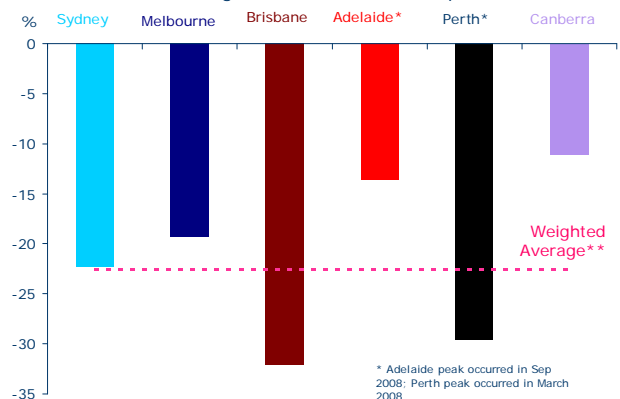 % Sydney Melbourne Brisbane Adelaide* Perth* Canberra
0
-5
-10
-15
-20
-25
-30
-35
Weighted
Average**
* Adelaide peak occurred in Sep
2008; Perth peak occurred in March
2008